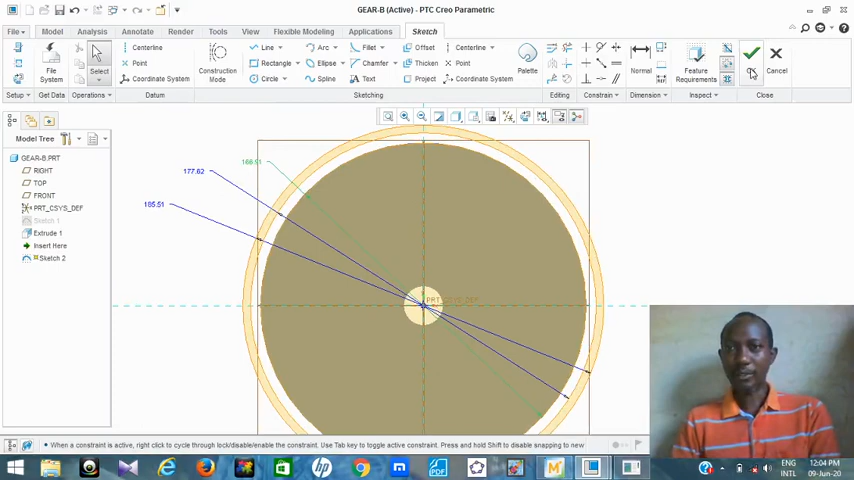 GEAR-B (Active) - PTC Creo Parametric
File Model Analysis Annotate Render Tools View Flexible Modeling Applications Sketch
File System
Select
Centerline
Point
Coordinate System
Construction Mode
Line Arc Fillet Offset Centerline
Rectangle Ellipse Chamfer Thicken Point
Circle Spline Text Project Coordinate System
Palette
Normal
Feature Requirements
OK
Cancel
Setup Get Data Operations Datum Sketching Editing Constrain Dimension Inspect Close
Model Tree
GEAR-B.PRT
RIGHT
TOP
FRONT
PRT_CSYS_DEF
Sketch 1
Extrude 1
Insert Here
Sketch 2
177.62
185.51
PRT_CSYS_DEF
When a constraint is active, right click to cycle through lock/disable/enable the constraint. Use Tab key to toggle active constraint. Press and hold Shift to disable snapping to new
ENG
INTL
12:04 PM
09-Jun-20